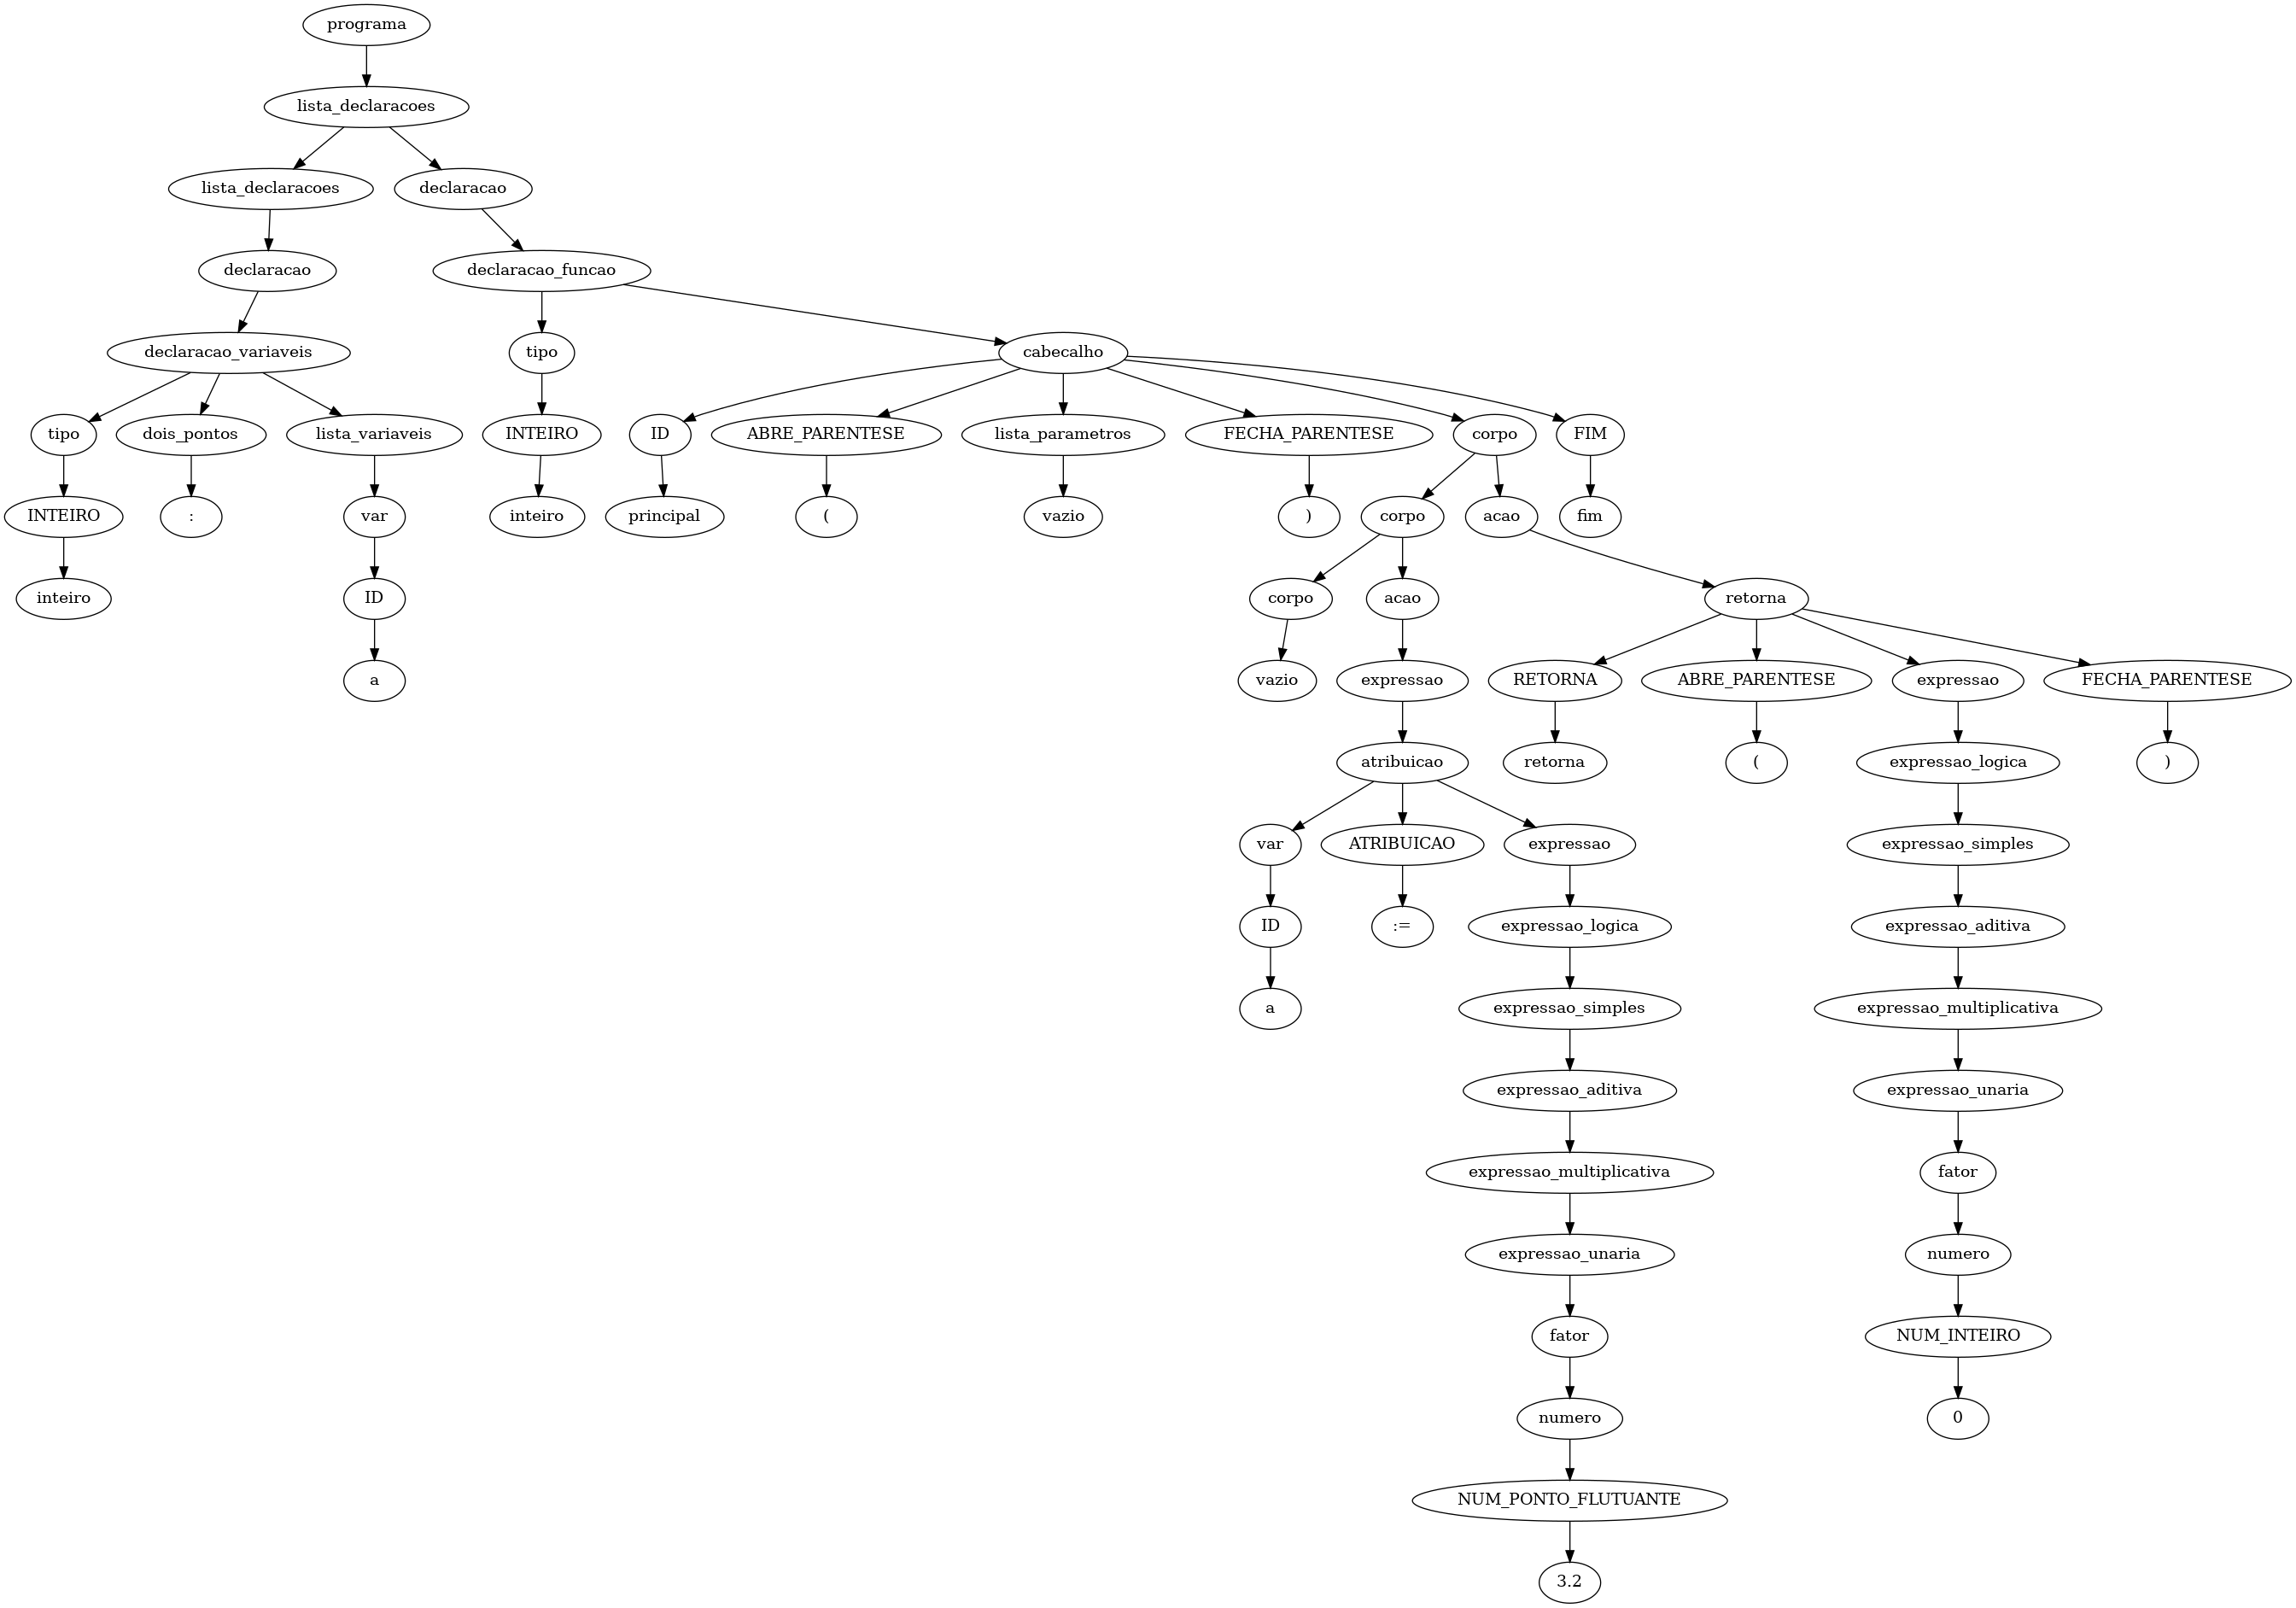 programa
lista_declaracoes
lista_declaracoes declaracao
declaracao declaracao_funcao
declaracao_variaveis tipo cabecalho
tipo dois_pontos lista_variaveis INTEIRO ID ABRE_PARENTESE lista_parametros FECHA_PARENTESE corpo FIM
INTEIRO : var inteiro principal ( vazio ) corpo acao fim
inteiro ID corpo acao retorna
a vazio expressao RETORNA ABRE_PARENTESE expressao FECHA_PARENTESE
atribuicao retorna ( expressao_logica )
var ATRIBUICAO expressao expressao_simples
ID := expressao_logica expressao_aditiva
a expressao_simples expressao_multiplicativa
expressao_aditiva expressao_unaria
expressao_multiplicativa fator
expressao_unaria numero
fator NUM_INTEIRO
numero 0
NUM_PONTO_FLUTUANTE
3.2